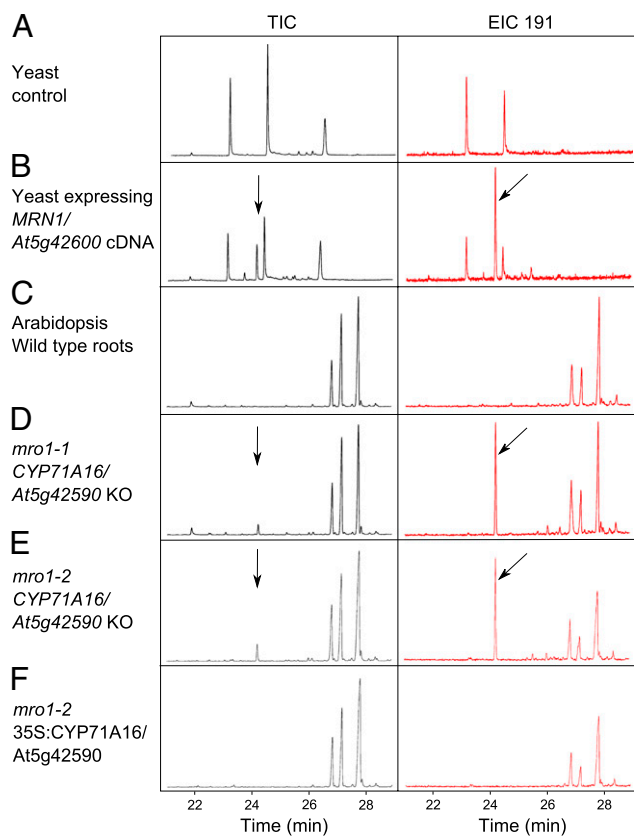 TIC
EIC 191
A
Yeast
control
B
Yeast expressing
MRN1/
At5g42600 cDNA
C
Arabidopsis
Wild type roots
D
mro1-1
CYP71A16/
At5g42590 KO
E
mro1-2
CYP71A16/
At5g42590 KO
F
mro1-2
35S:CYP71A16/
At5g42590
22 24 26 28
22 24 26 28
Time (min)
Time (min)